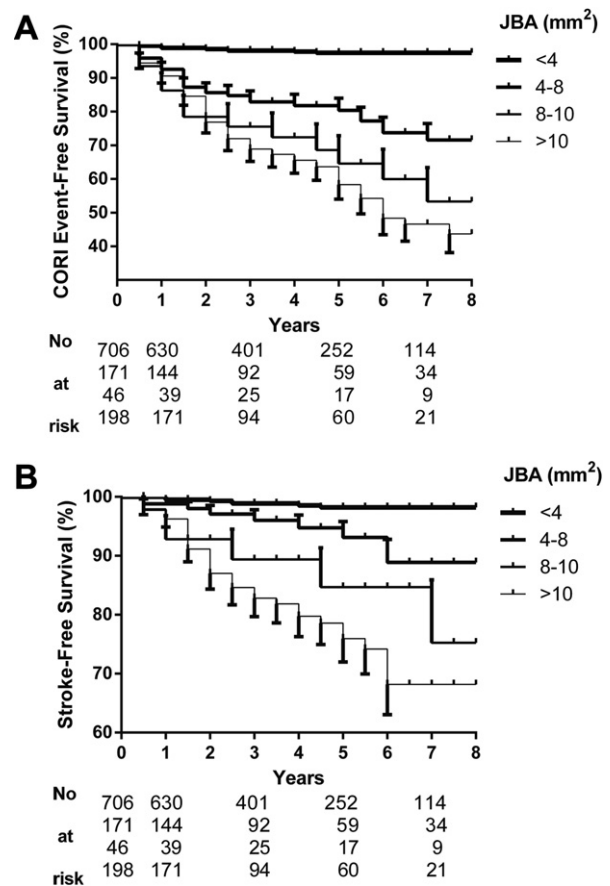 A
JBA (mm²)
<4
4-8
8-10
>10
CORI Event-Free Survival (%)
100
90
80
70
60
50
40
0 1 2 3 4 5 6 7 8
Years
No
706 630 401 252 114
at
171 144 92 59 34
46 39 25 17 9
risk
198 171 94 60 21
B
JBA (mm²)
<4
4-8
8-10
>10
Stroke-Free Survival (%)
100
90
80
70
60
0 1 2 3 4 5 6 7 8
Years
No
706 630 401 252 114
at
171 144 92 59 34
46 39 25 17 9
risk
198 171 94 60 21